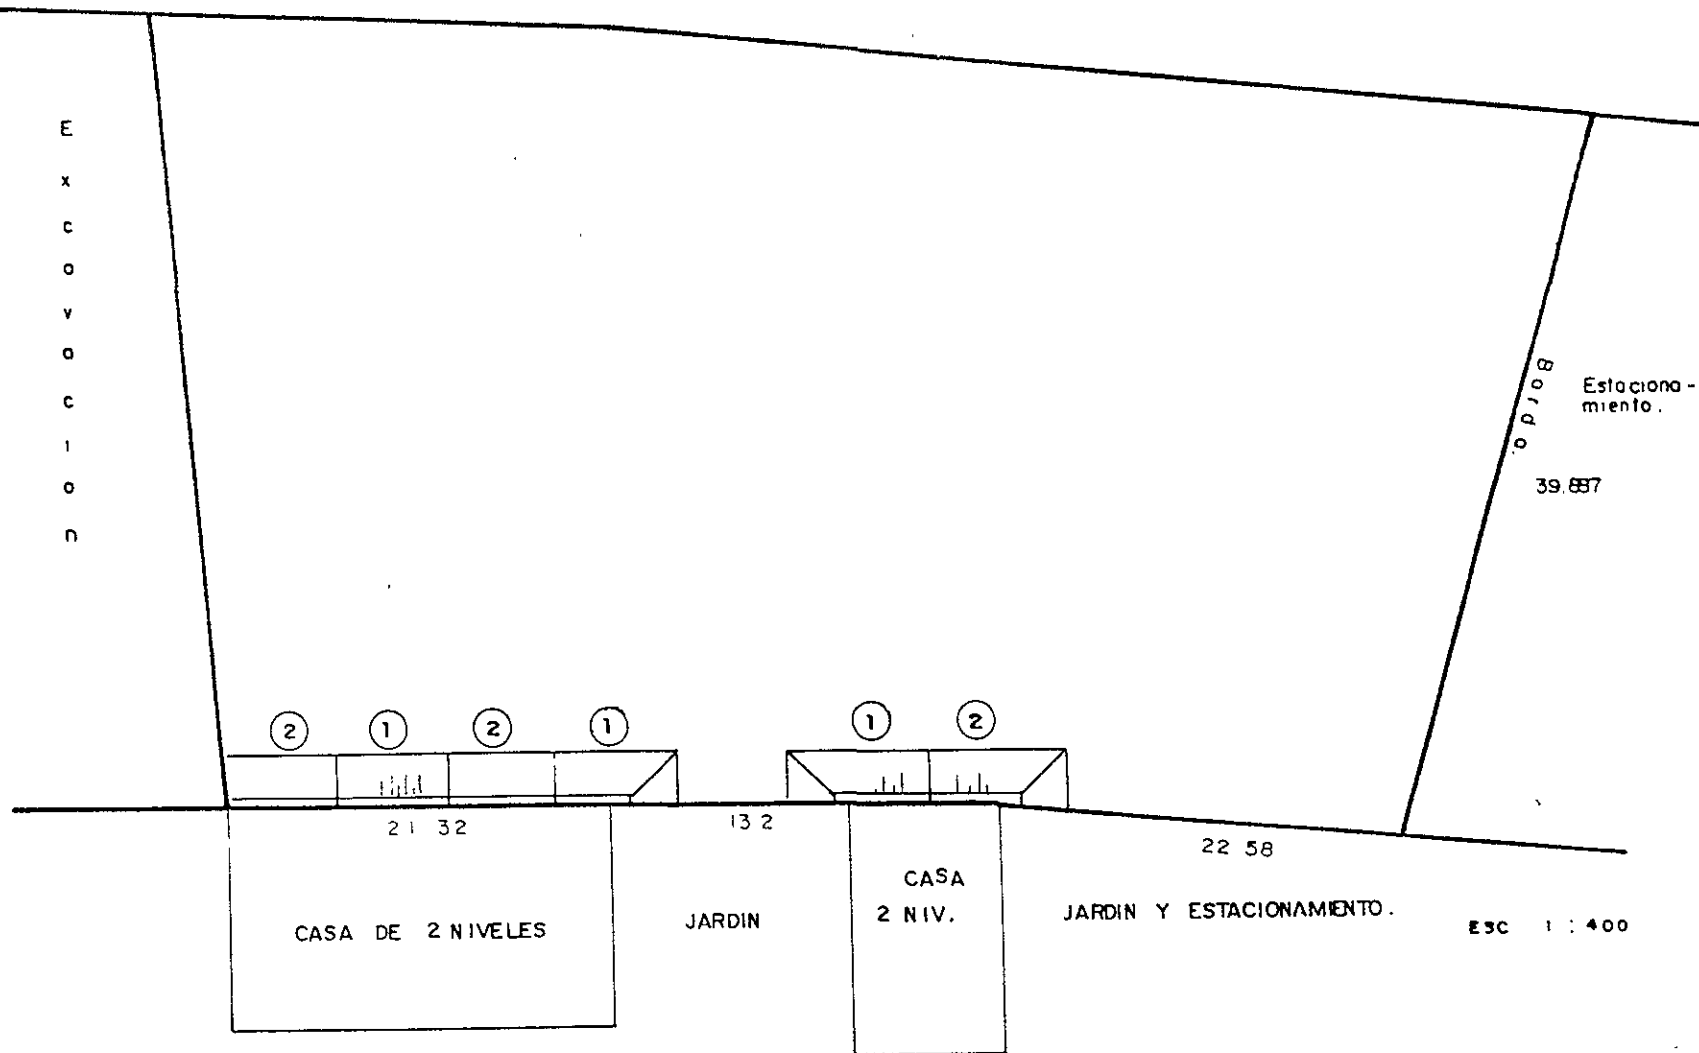 Excavacion
Bordo.
Estaciona-
miento.
39.887
2 1 2 1 1 2
21 32
13 2
22 58
CASA DE 2 NIVELES
JARDIN
CASA
2 NIV.
JARDIN Y ESTACIONAMIENTO.
ESC 1:400